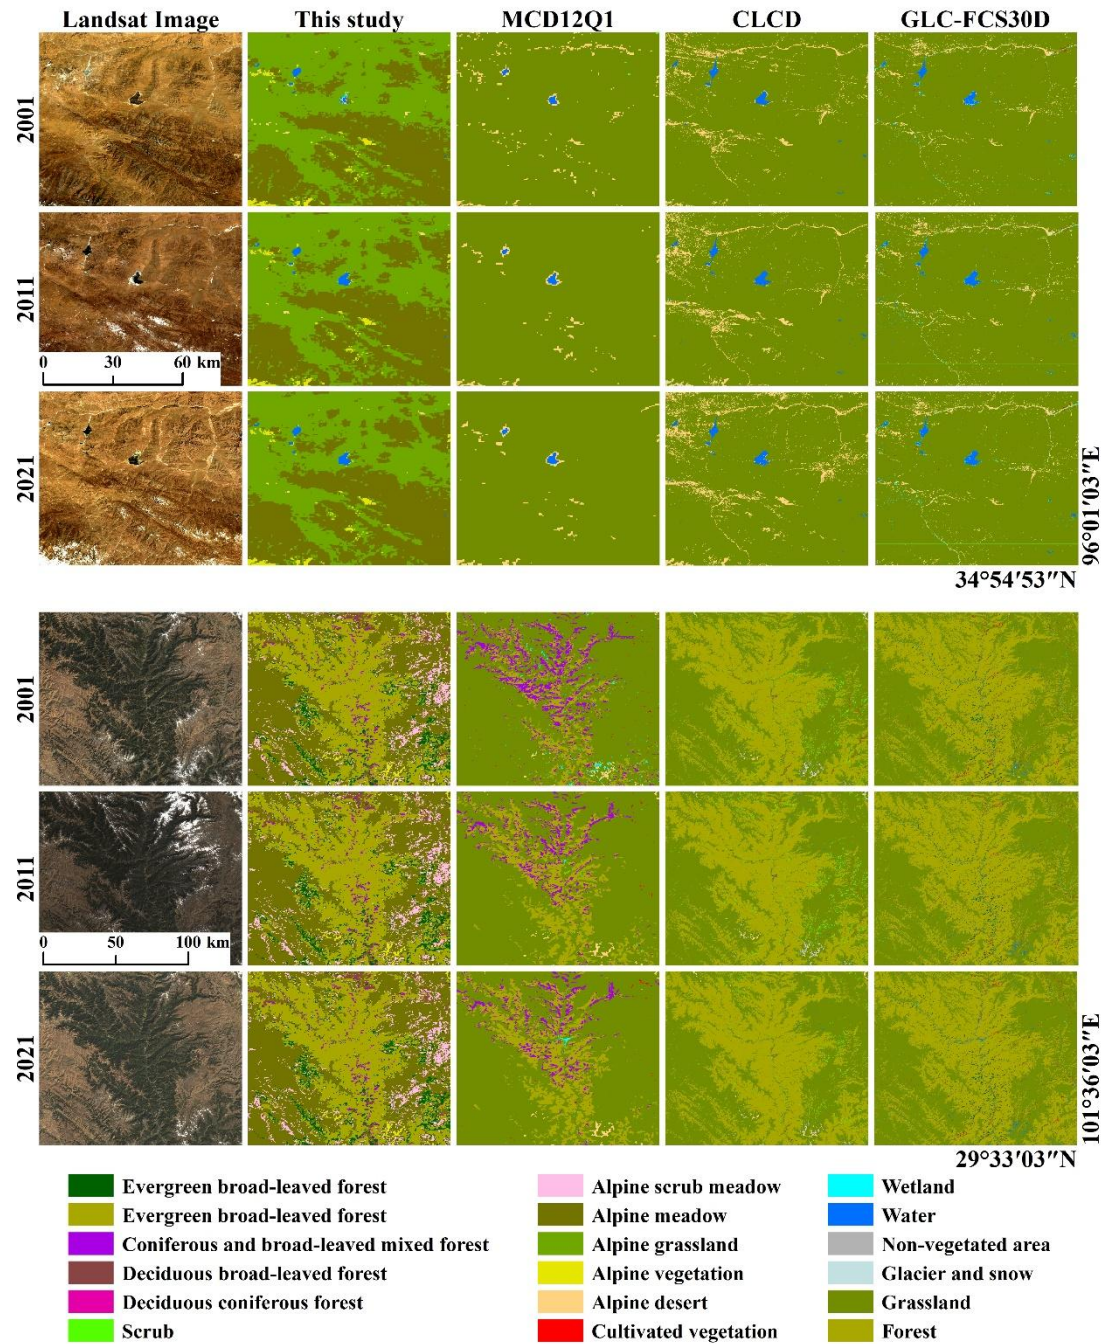 Landsat Image This study MCD12Q1 CLCD GLC-FCS30D
2001
2011
0 30 60 km
2021
96°01′03″E
34°54′53″N
2001
2011
0 50 100 km
2021
101°36′03″E
29°33′03″N
Evergreen broad-leaved forest
Evergreen broad-leaved forest
Coniferous and broad-leaved mixed forest
Deciduous broad-leaved forest
Deciduous coniferous forest
Scrub
Alpine scrub meadow
Alpine meadow
Alpine grassland
Alpine vegetation
Alpine desert
Cultivated vegetation
Wetland
Water
Non-vegetated area
Glacier and snow
Grassland
Forest